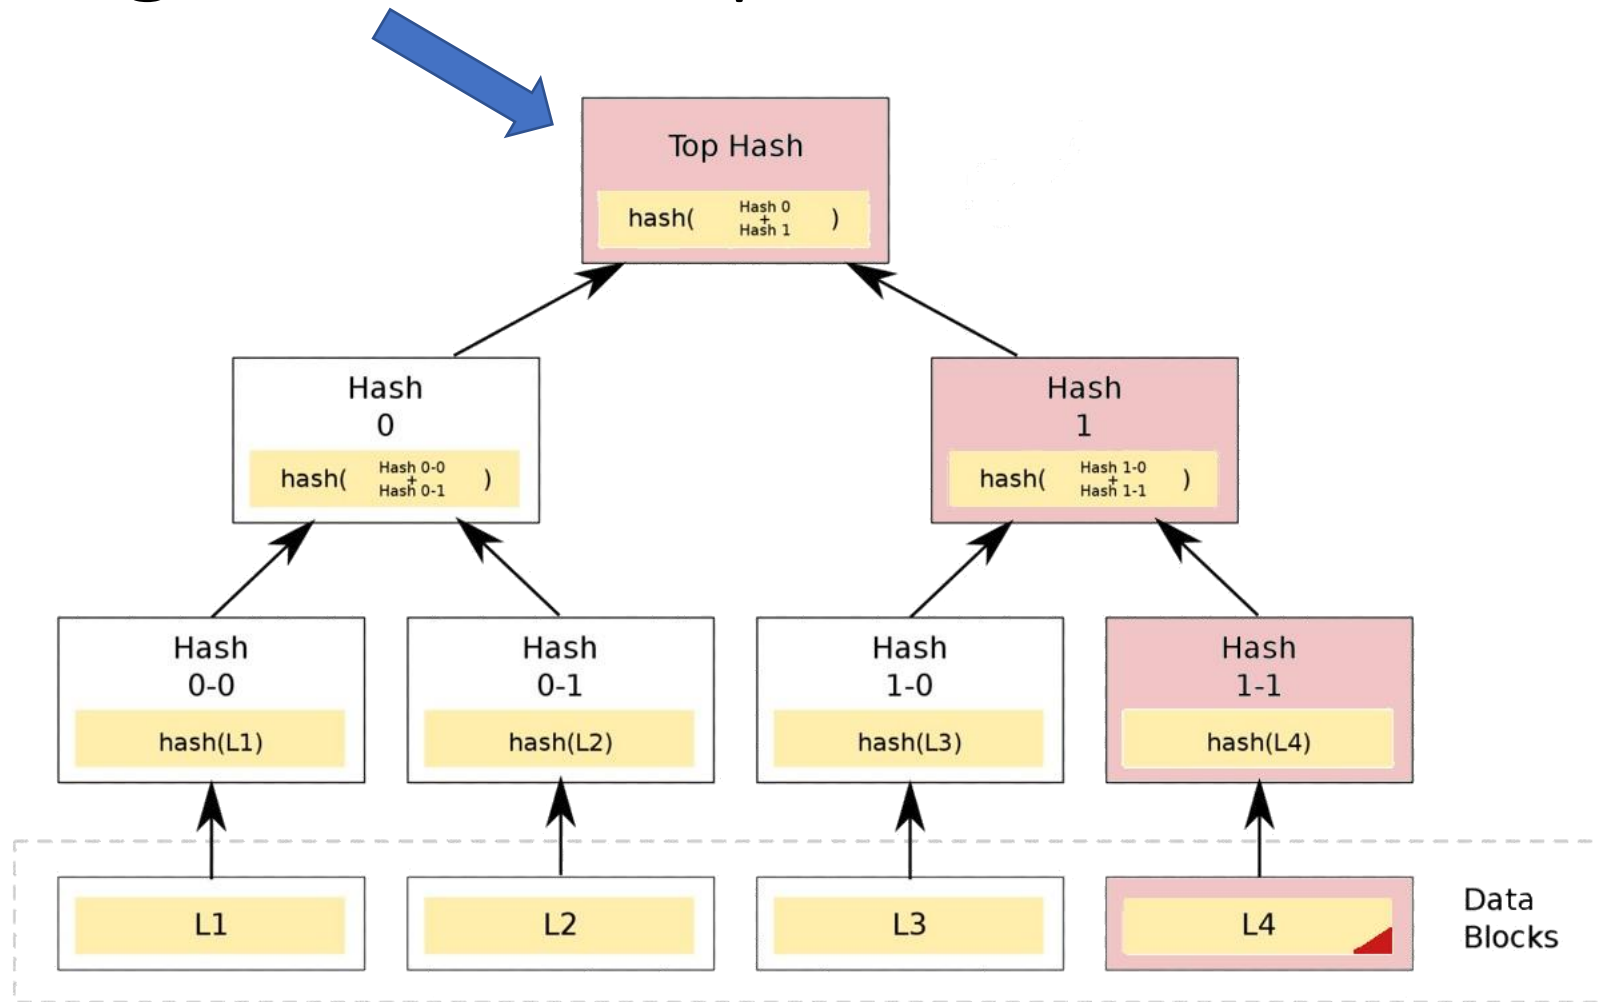 Top Hash
hash( Hash 0 + Hash 1 )
Hash
0
hash( Hash 0-0 + Hash 0-1 )
Hash
1
hash( Hash 1-0 + Hash 1-1 )
Hash
0-0
hash(L1)
Hash
0-1
hash(L2)
Hash
1-0
hash(L3)
Hash
1-1
hash(L4)
L1
L2
L3
L4
Data
Blocks